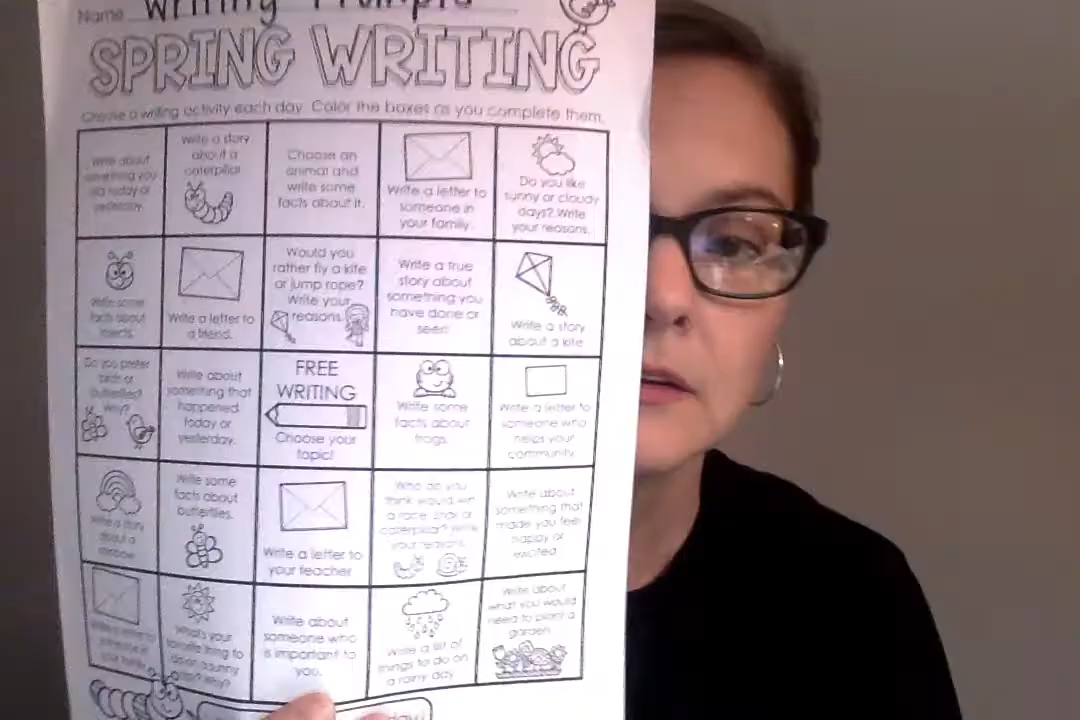 Name Writing Prompts
SPRING WRITING
Choose a writing activity each day. Color the boxes as you complete them.
Write about
something you
did today or
yesterday.
Write a story
about a
caterpillar.
Choose an
animal and
write some
facts about it.
Write a letter to
someone in
your family.
Do you like
sunny or cloudy
days? Write
your reasons.
Write some
facts about
insects.
Write a letter to
a friend.
Would you
rather fly a kite
or jump rope?
Write your
reasons.
Write a true
story about
something you
have done or
seen.
Write a story
about a kite.
Do you prefer
birds or
butterflies?
Why?
Write about
something that
happened
today or
yesterday.
FREE
WRITING
Choose your
topic!
Write some
facts about
frogs.
Write a letter to
someone who
helps your
community.
Write a story
about a
rainbow.
Write some
facts about
butterflies.
Write a letter to
your teacher.
Who do you
think would win
a race: snail or
caterpillar? Write
your reasons.
Write about
something that
made you feel
happy or
excited.
Write a letter to
someone in
your family.
What's your
favorite thing to
do on a sunny
day? Why?
Write about
someone who
is important to
you.
Write a list of
things to do on
a rainy day.
Write about
what you would
need to plant a
garden.